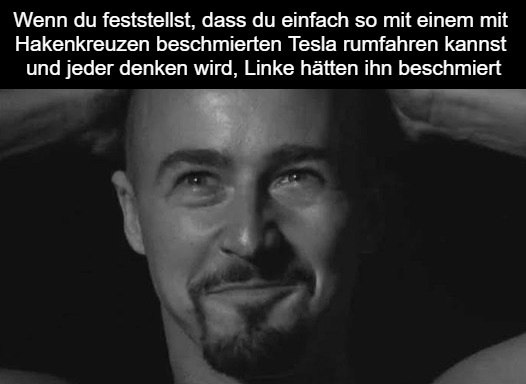 Wenn du feststellst, dass du einfach so mit einem mit
Hakenkreuzen beschmierten Tesla rumfahren kannst
und jeder denken wird, Linke hätten ihn beschmiert